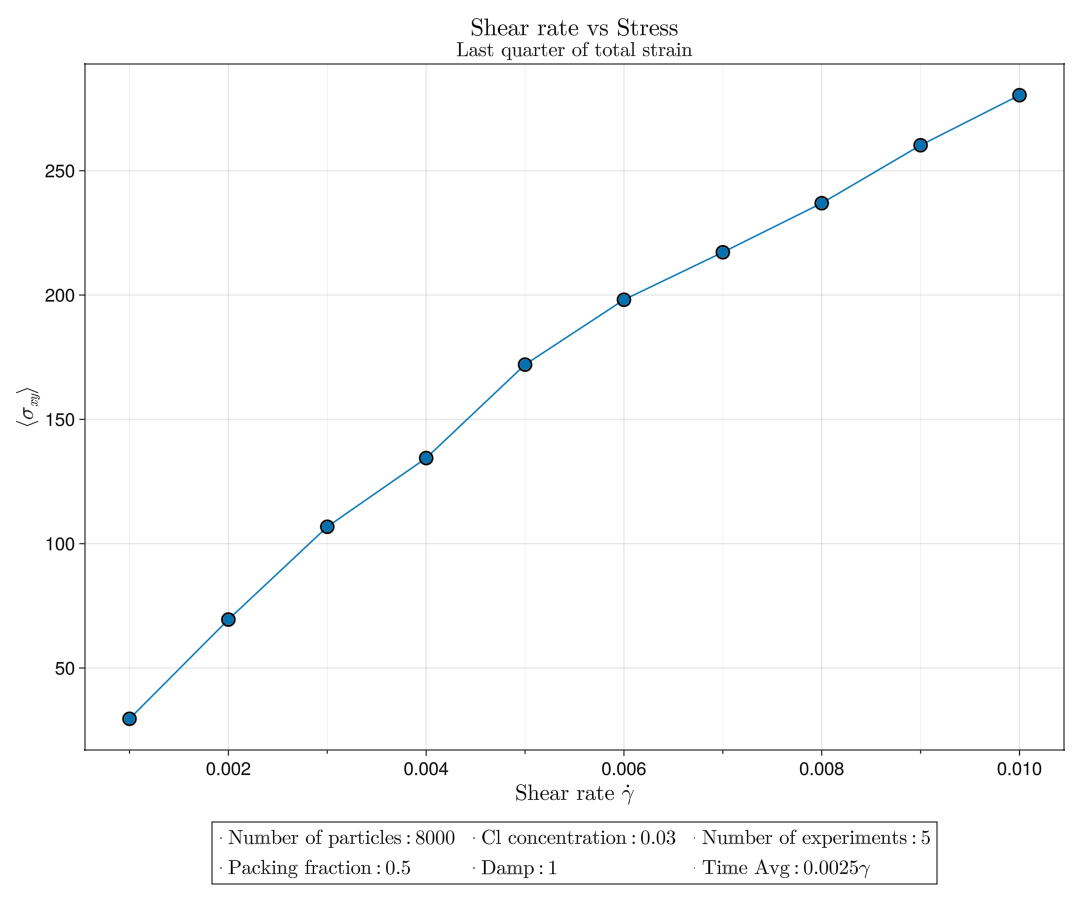 Shear rate vs Stress
Last quarter of total strain
250
200
150
100
50
⟨σ_xy⟩
0.002 0.004 0.006 0.008 0.010
Shear rate γ̇
· Number of particles : 8000 · Cl concentration : 0.03 · Number of experiments : 5
· Packing fraction : 0.5 · Damp : 1 · Time Avg : 0.0025γ